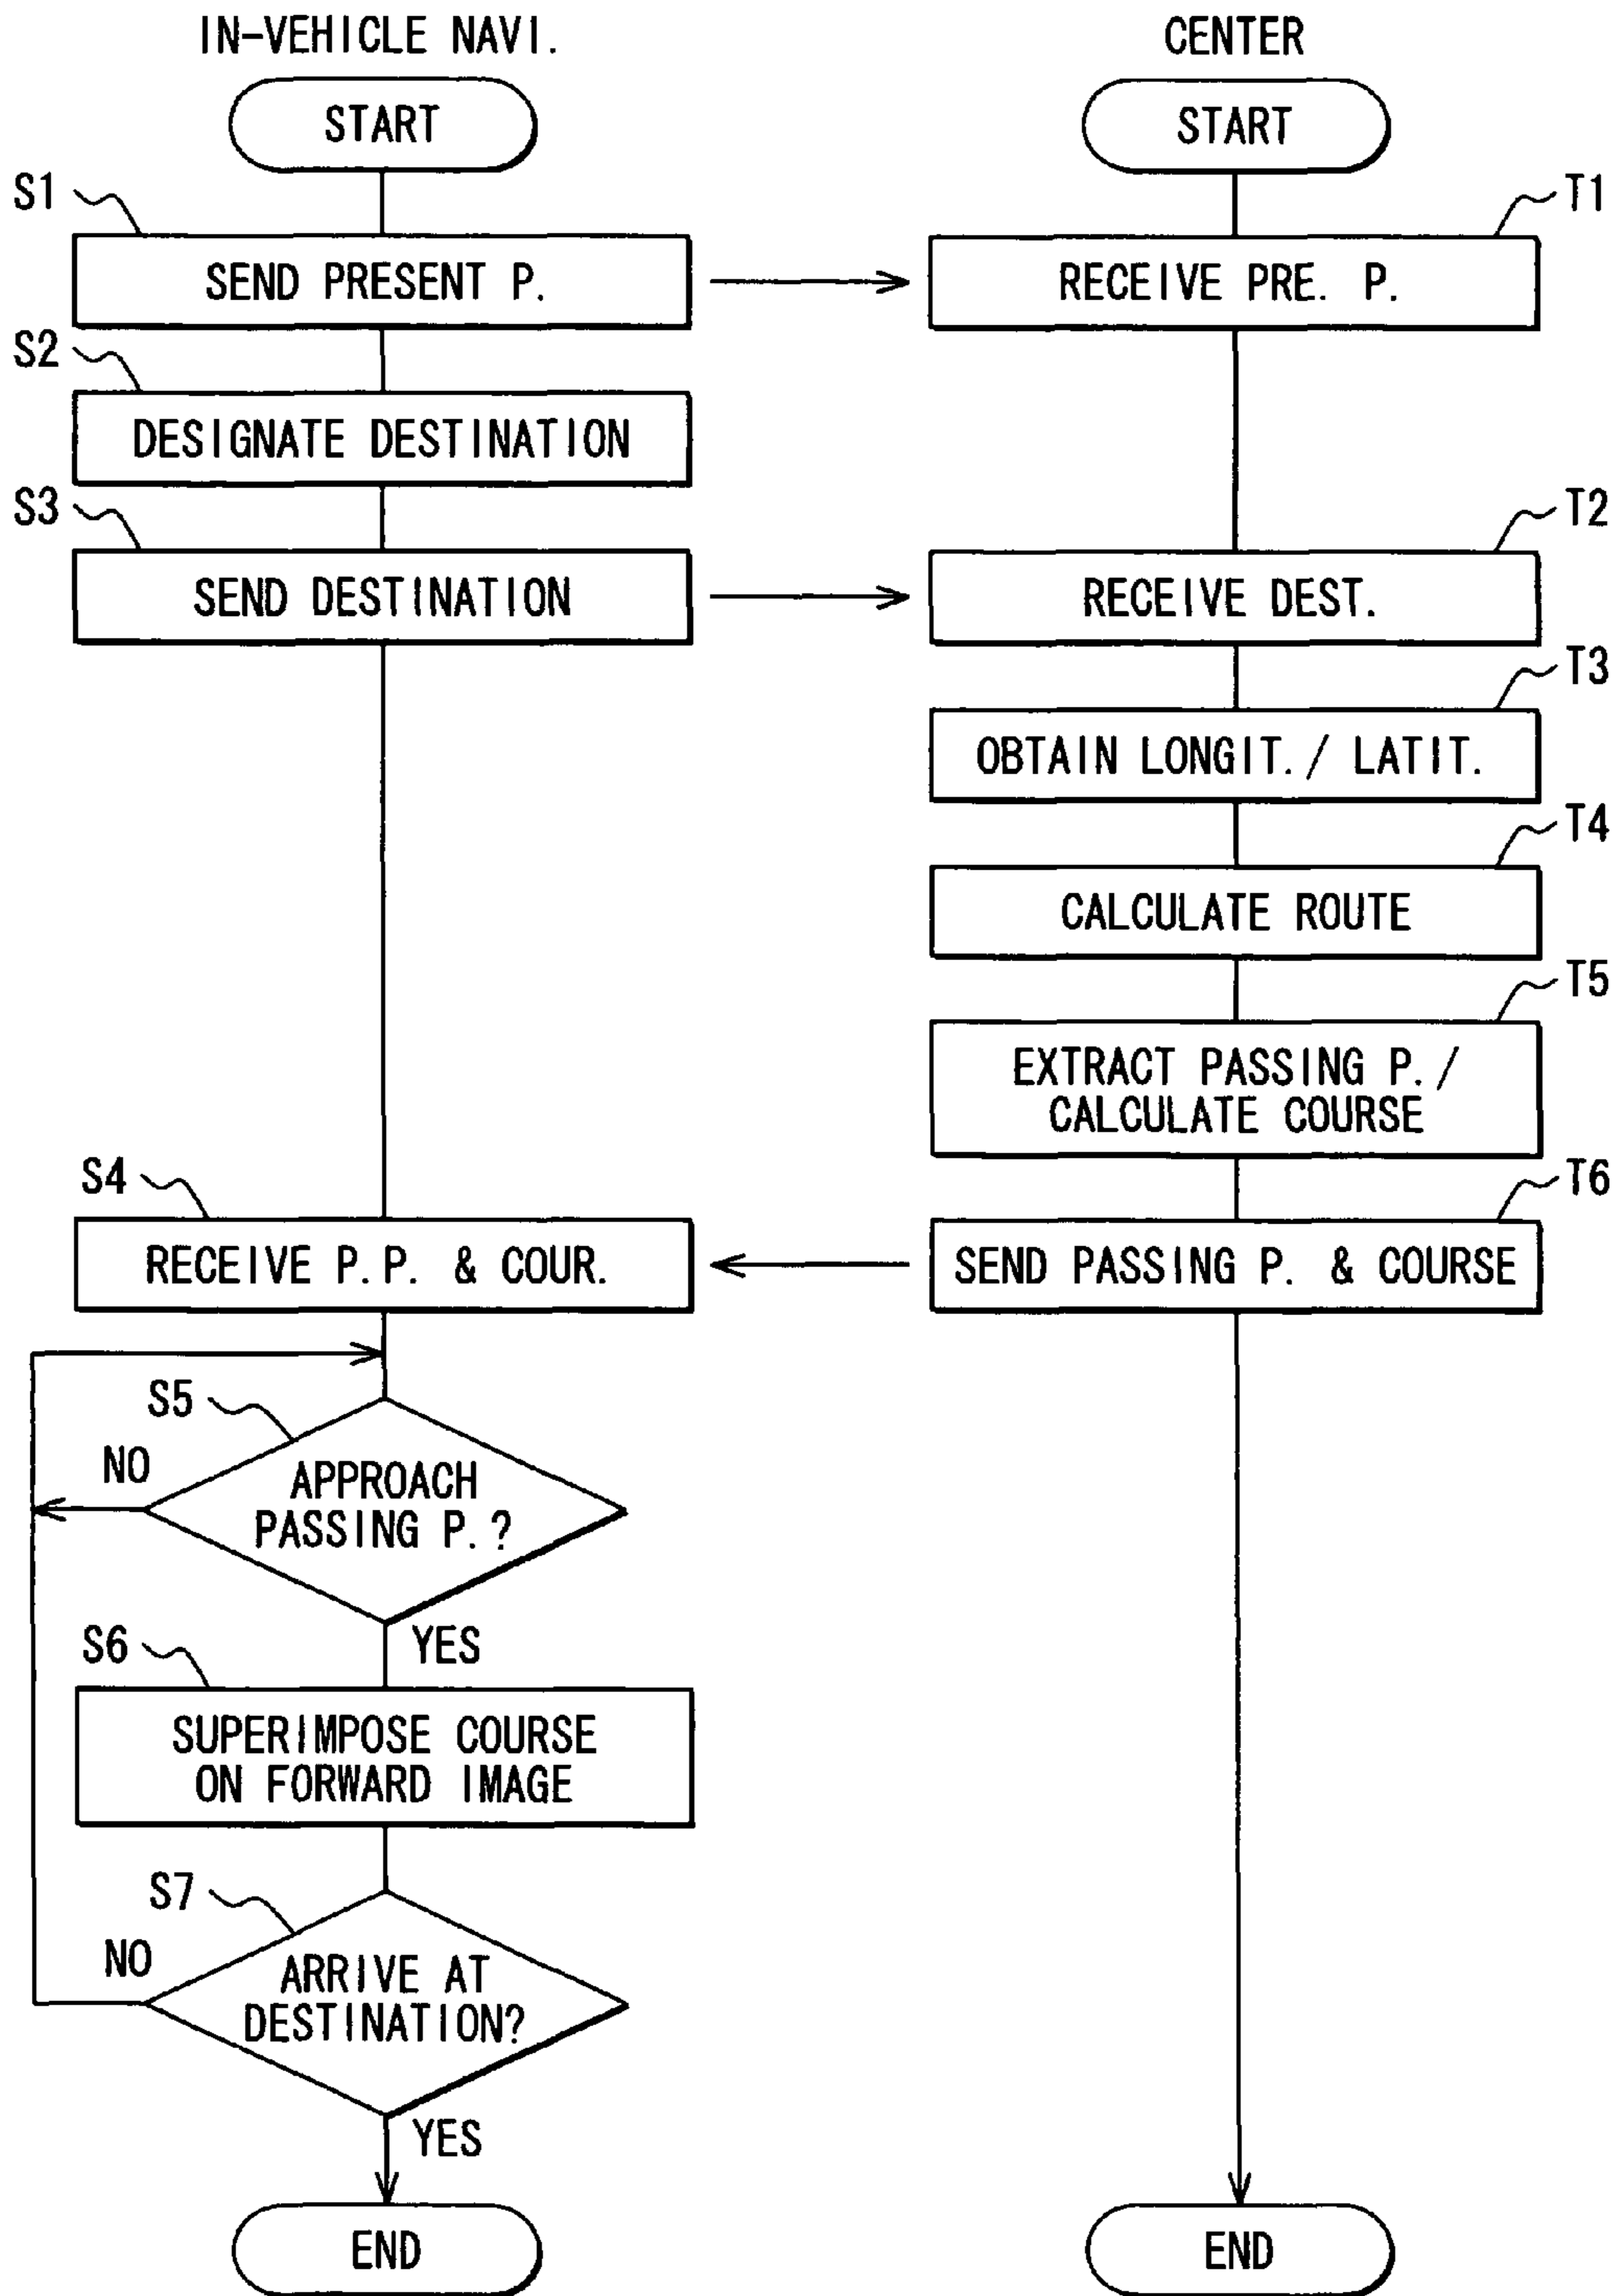 IN-VEHICLE NAVI.
CENTER
START
START
S1
T1
SEND PRESENT P.
RECEIVE PRE. P.
S2
DESIGNATE DESTINATION
S3
T2
SEND DESTINATION
RECEIVE DEST.
T3
OBTAIN LONGIT./ LATIT.
T4
CALCULATE ROUTE
T5
EXTRACT PASSING P./
CALCULATE COURSE
S4
T6
RECEIVE P.P. & COUR.
SEND PASSING P. & COURSE
S5
NO
APPROACH
PASSING P.?
YES
S6
SUPERIMPOSE COURSE
ON FORWARD IMAGE
S7
NO
ARRIVE AT
DESTINATION?
YES
END
END